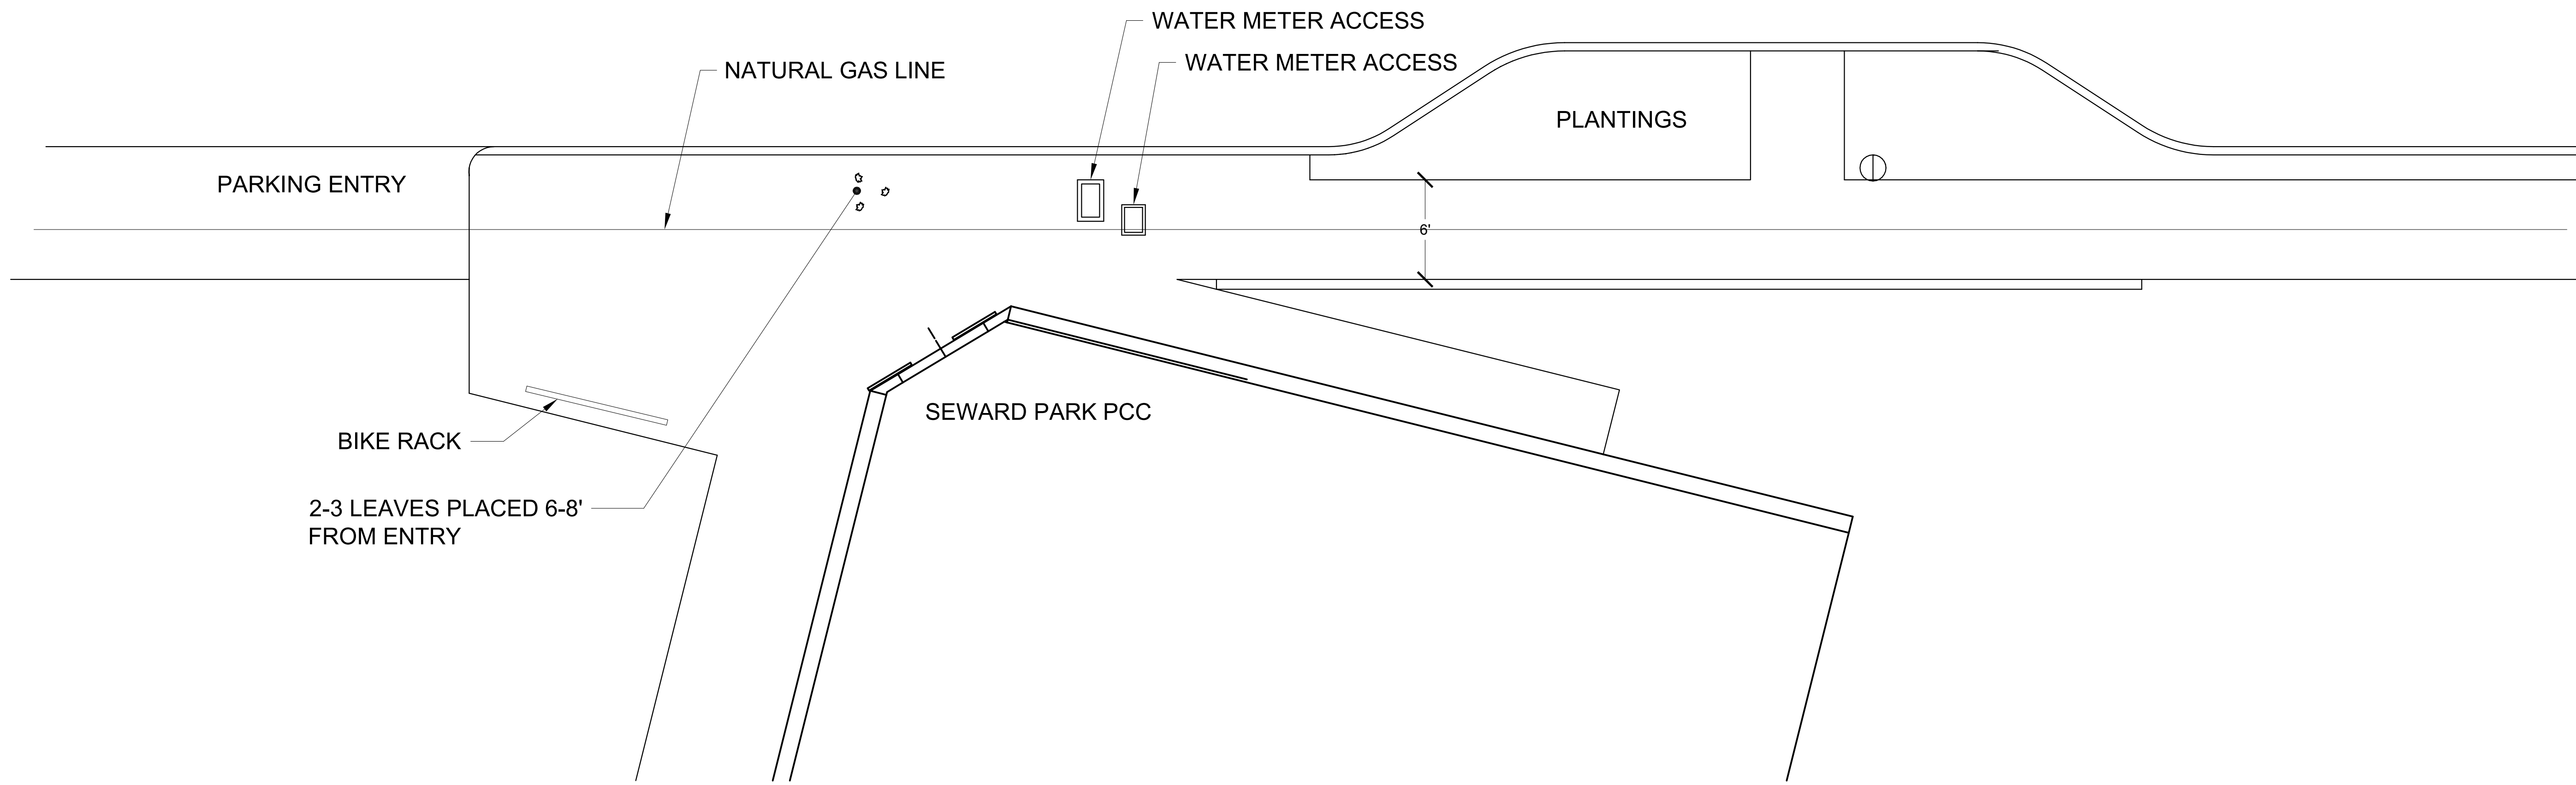 WATER METER ACCESS
WATER METER ACCESS
NATURAL GAS LINE
PLANTINGS
PARKING ENTRY
6'
SEWARD PARK PCC
BIKE RACK
2-3 LEAVES PLACED 6-8'
FROM ENTRY